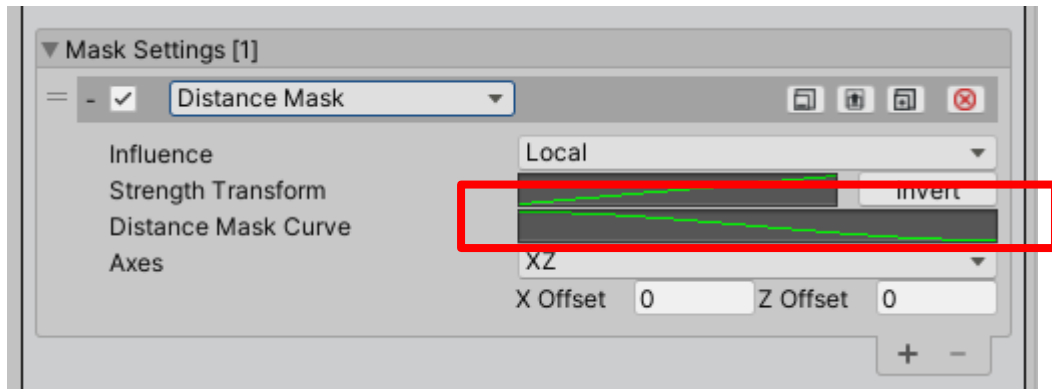 Mask Settings [1]
- Distance Mask
Influence Local
Strength Transform Invert
Distance Mask Curve
Axes XZ
X Offset 0 Z Offset 0
+ -